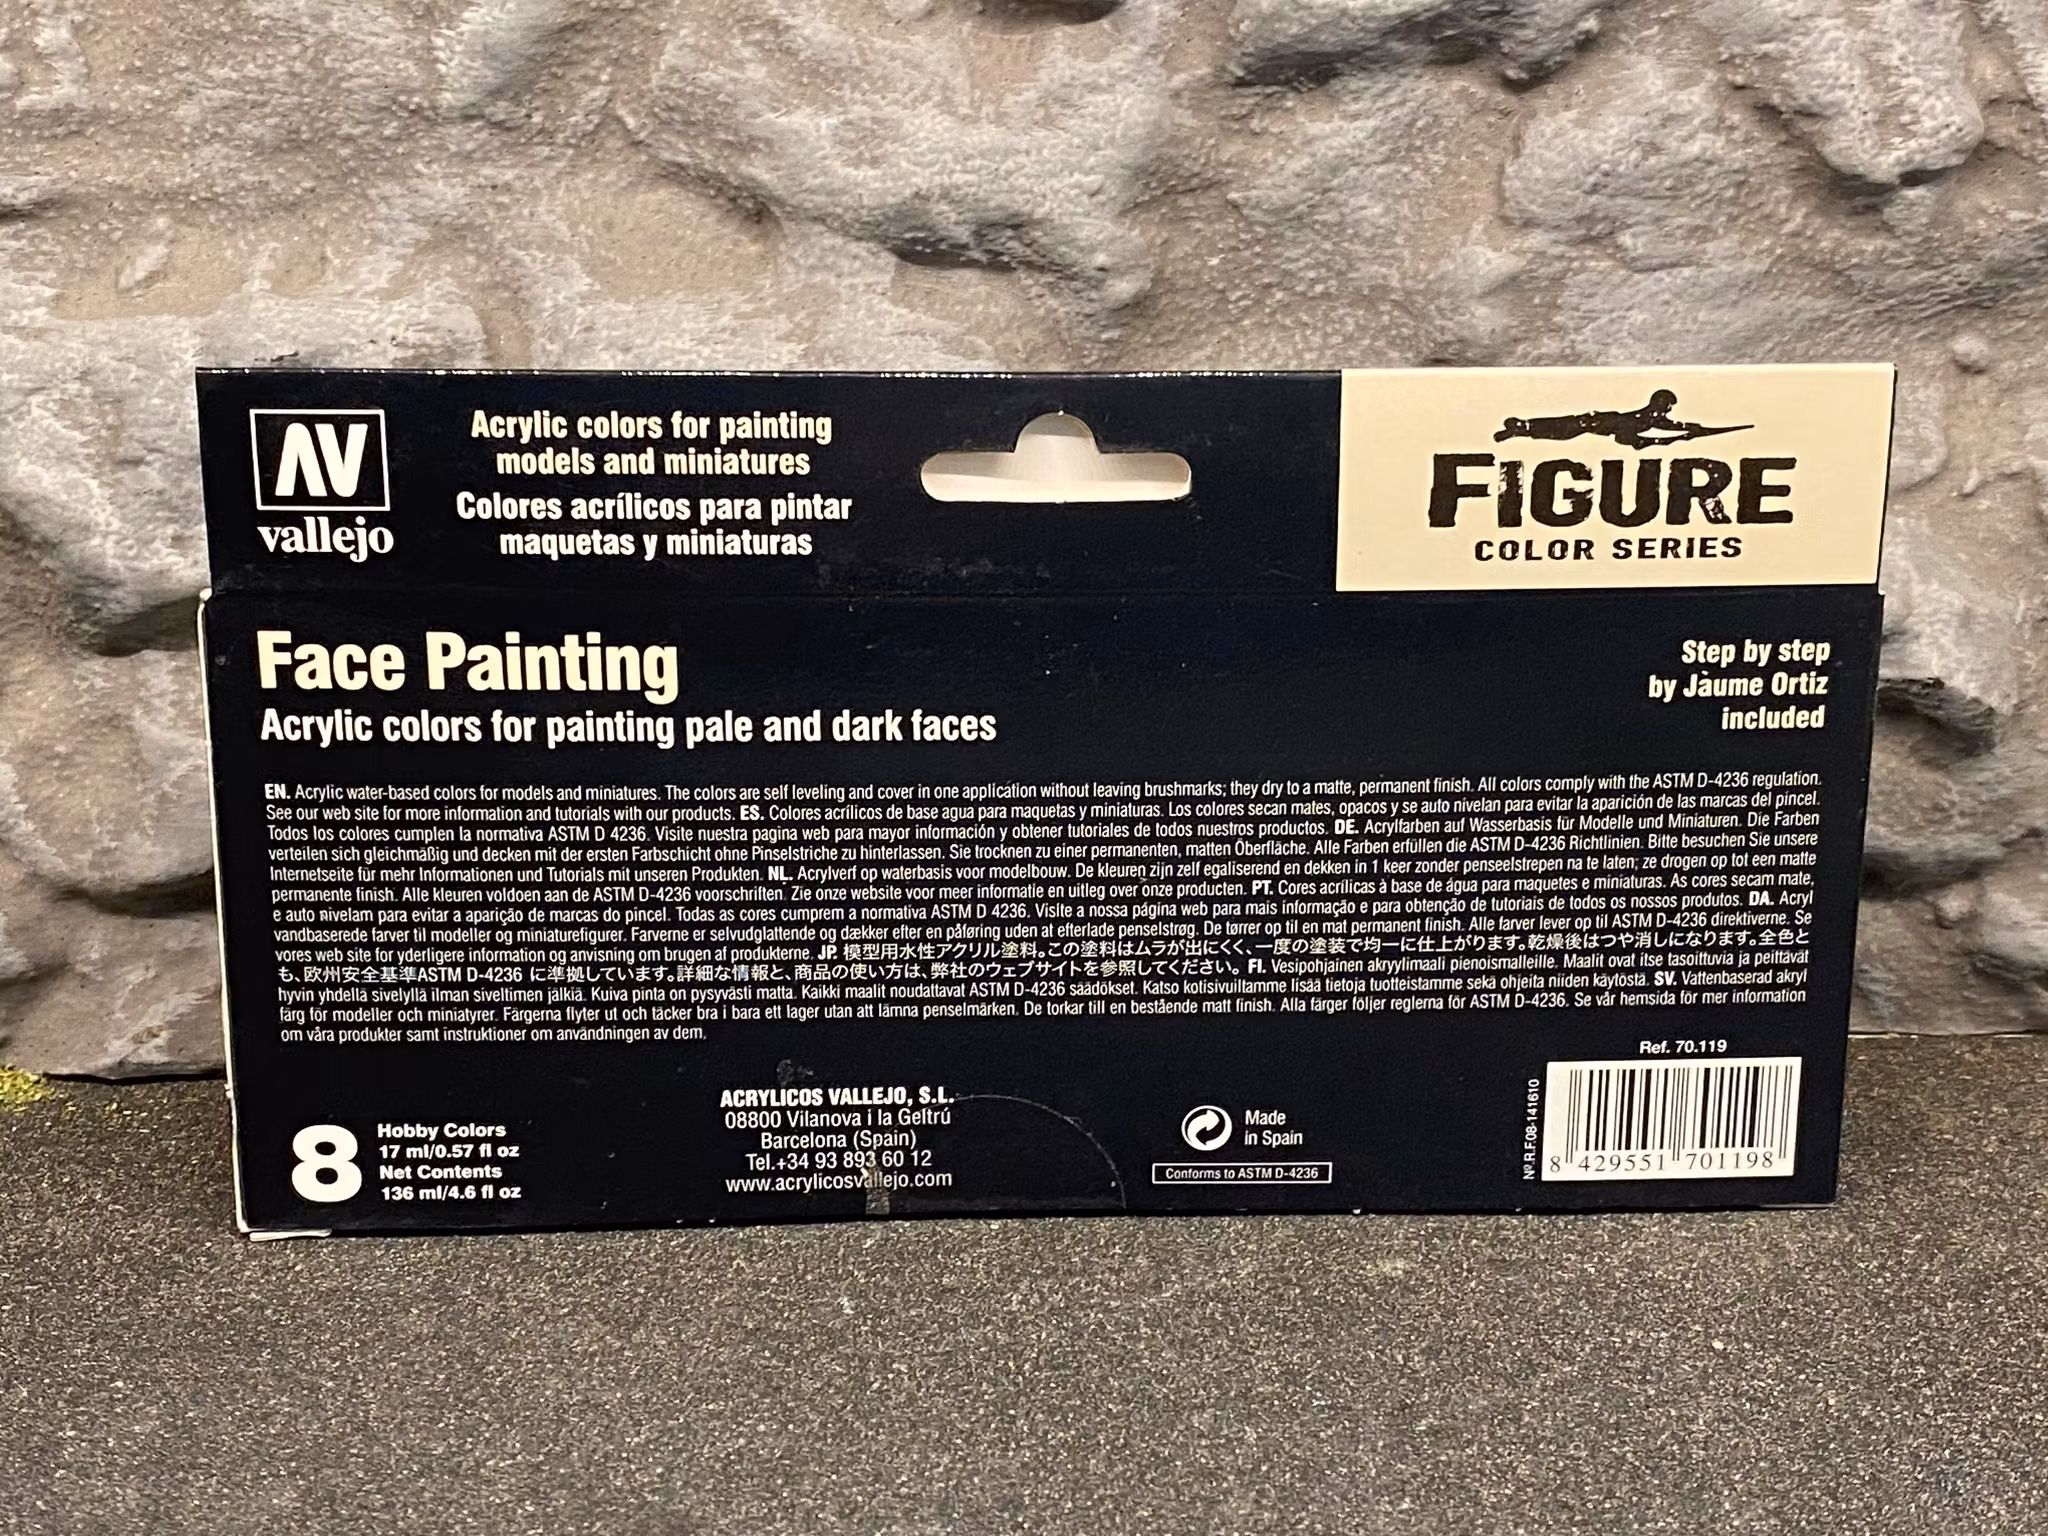 AV
vallejo
Acrylic colors for painting
models and miniatures
Colores acrílicos para pintar
maquetas y miniaturas
FIGURE
COLOR SERIES
Face Painting
Acrylic colors for painting pale and dark faces
Step by step
by Jaume Ortiz
included
EN. Acrylic water-based colors for models and miniatures. The colors are self leveling and cover in one application without leaving brushmarks; they dry to a matte, permanent finish. All colors comply with the ASTM D-4236 regulation.
See our web site for more information and tutorials with our products. ES. Colores acrílicos de base agua para maquetas y miniaturas. Los colores secan mates, opacos y se auto nivelan para evitar la aparición de las marcas del pincel.
Todos los colores cumplen la normativa ASTM D 4236. Visite nuestra pagina web para mayor información y obtener tutoriales de todos nuestros productos. DE. Acrylfarben auf Wasserbasis für Modelle und Miniaturen. Die Farben
verteilen sich gleichmäßig und decken mit der ersten Farbschicht ohne Pinselstriche zu hinterlassen. Sie trocknen zu einer permanenten, matten Oberfläche. Alle Farben erfüllen die ASTM D-4236 Richtlinien. Bitte besuchen Sie unsere
Internetseite für mehr Informationen und Tutorials mit unseren Produkten. NL. Acrylverf op waterbasis voor modelbouw. De kleuren zijn zelf egaliserend en dekken in 1 keer zonder penseelstrepen na te laten; ze drogen op tot een matte
permanente finish. Alle kleuren voldoen aan de ASTM D-4236 voorschriften. Zie onze website voor meer informatie en uitleg over onze producten. PT. Cores acrílicas à base de água para maquetes e miniaturas. As cores secam mate,
e auto nivelam para evitar a aparição de marcas do pincel. Todas as cores cumprem a normativa ASTM D 4236. Visite a nossa página web para mais informação e para obtenção de tutoriais de todos os nossos produtos. DA. Acryl
vandbaserede farver til modeller og miniaturefigurer. Farverne er selvudglattende og dækker efter en påføring uden at efterlade penselstrøg. De tørrer op til en mat permanent finish. Alle farver lever op til ASTM D-4236 direktiverne. Se
vores web site for yderligere information og anvisning om brugen af produkterne. JP. 模型用水性アクリル塗料。この塗料はムラが出にくく、一度の塗装で均一に仕上がります。乾燥後はつや消しになります。全色と
も、欧州安全基準ASTM D-4236 に準拠しています。詳細な情報と、商品の使い方は、弊社のウェブサイトを参照してください。 FI. Vesipohjainen akryylimaali pienoismalleille. Maalit ovat itse tasoittuvia ja peittävät
hyvin yhdellä sivelyllä ilman siveltimen jälkiä. Kuiva pinta on pysyvästi matta. Kaikki maalit noudattavat ASTM D-4236 säädökset. Katso kotisivuiltamme lisää tietoja tuotteistamme sekä ohjeita niiden käytöstä. SV. Vattenbaserad akryl
färg för modeller och miniatyrer. Färgerna flyter ut och täcker bra i bara ett lager utan att lämna penselmärken. De torkar till en bestående matt finish. Alla färger följer reglerna för ASTM D-4236. Se vår hemsida för mer information
om våra produkter samt instruktioner om användningen av dem.
8
Hobby Colors
17 ml/0.57 fl oz
Net Contents
136 ml/4.6 fl oz
ACRYLICOS VALLEJO, S.L.
08800 Vilanova i la Geltrú
Barcelona (Spain)
Tel.+34 93 893 60 12
www.acrylicosvallejo.com
Made
in Spain
Conforms to ASTM D-4236
Ref. 70.119
Nº.R.F.08-141610
8 429551 701198